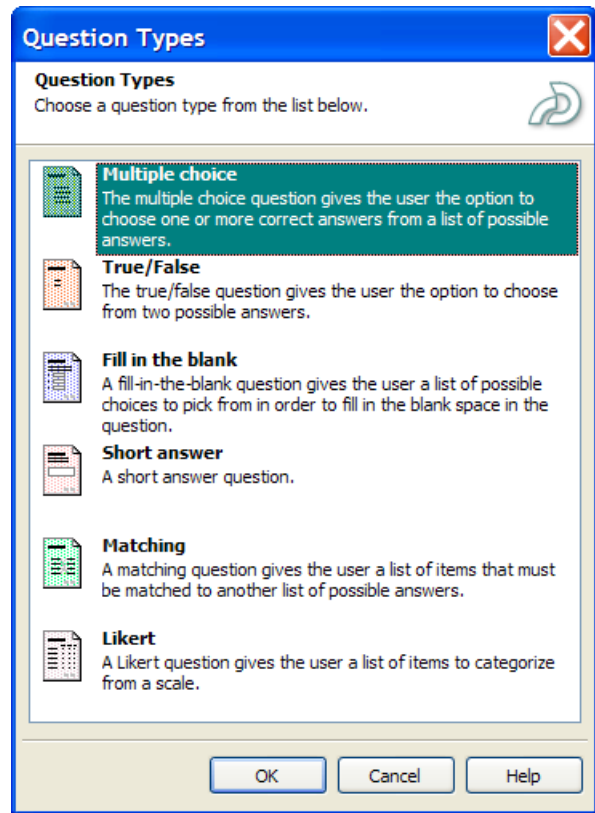 Question Types
Question Types
Choose a question type from the list below.
Multiple choice
The multiple choice question gives the user the option to
choose one or more correct answers from a list of possible
answers.
True/False
The true/false question gives the user the option to choose
from two possible answers.
Fill in the blank
A fill-in-the-blank question gives the user a list of possible
choices to pick from in order to fill in the blank space in the
question.
Short answer
A short answer question.
Matching
A matching question gives the user a list of items that must
be matched to another list of possible answers.
Likert
A Likert question gives the user a list of items to categorize
from a scale.
OK Cancel Help